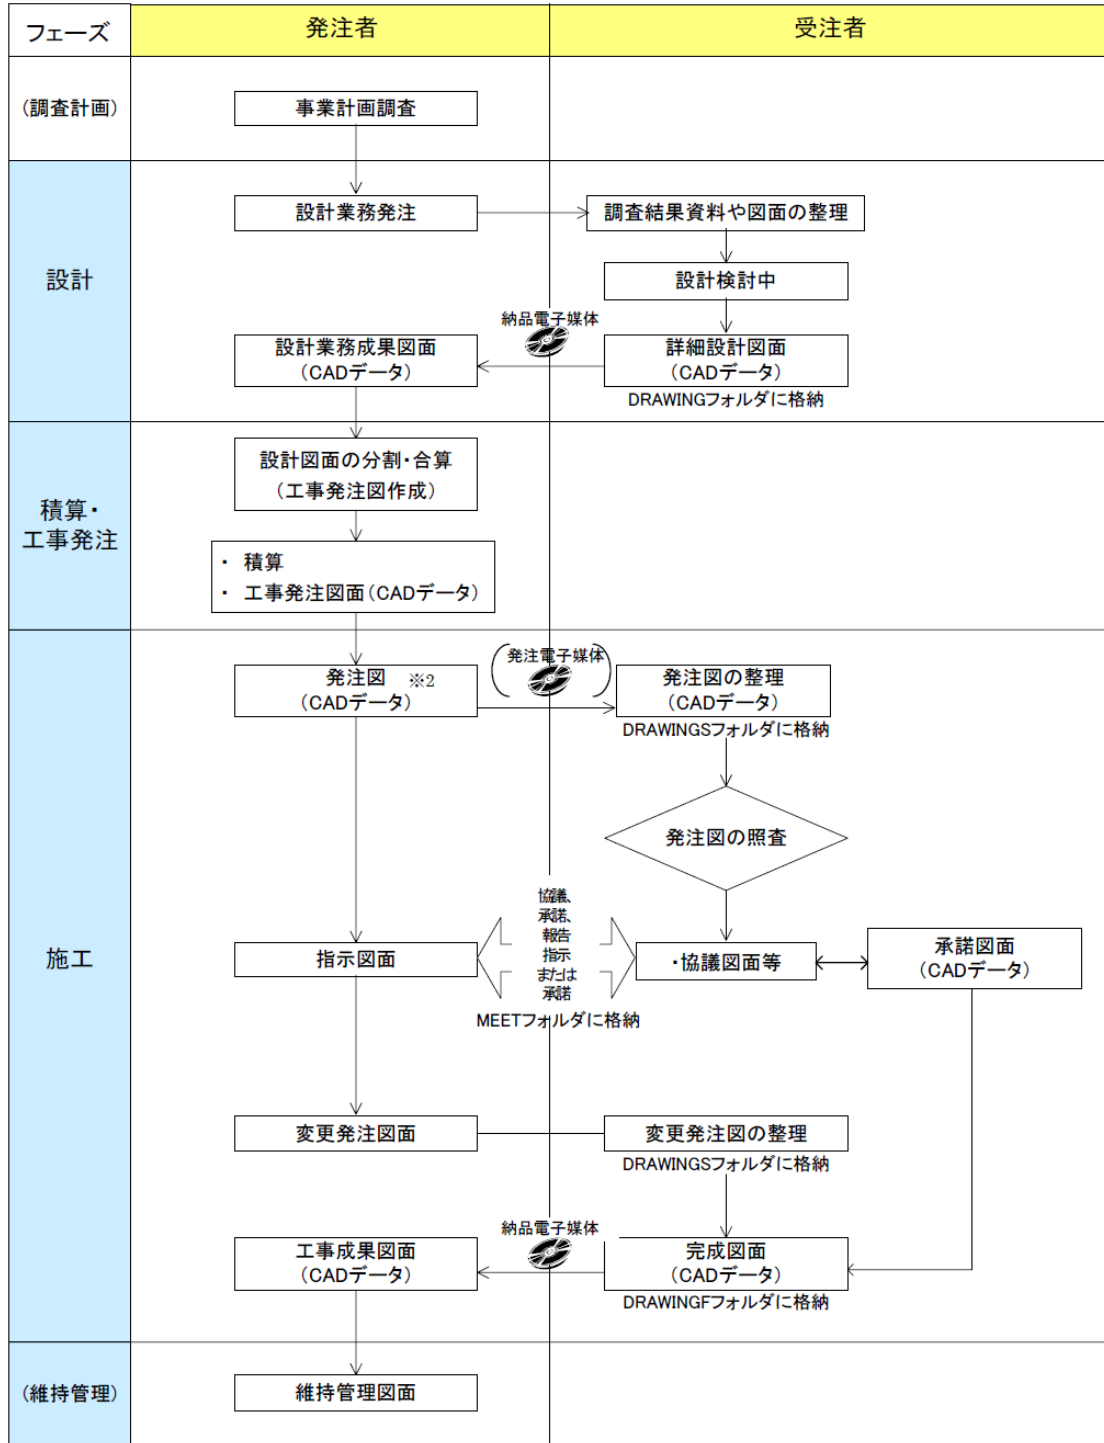 フェーズ
発注者
受注者
(調査計画)
事業計画調査
設計
設計業務発注
調査結果資料や図面の整理
設計検討中
納品電子媒体
設計業務成果図面
(CADデータ)
詳細設計図面
(CADデータ)
DRAWINGフォルダに格納
積算・
工事発注
設計図面の分割・合算
(工事発注図作成)
・ 積算
・ 工事発注図面(CADデータ)
施工
発注図 ※2
(CADデータ)
発注電子媒体
発注図の整理
(CADデータ)
DRAWINGSフォルダに格納
発注図の照査
指示図面
協議、
承諾、
報告
指示
または
承諾
MEETフォルダに格納
・協議図面等
承諾図面
(CADデータ)
変更発注図面
変更発注図の整理
DRAWINGSフォルダに格納
納品電子媒体
工事成果図面
(CADデータ)
完成図面
(CADデータ)
DRAWINGFフォルダに格納
(維持管理)
維持管理図面